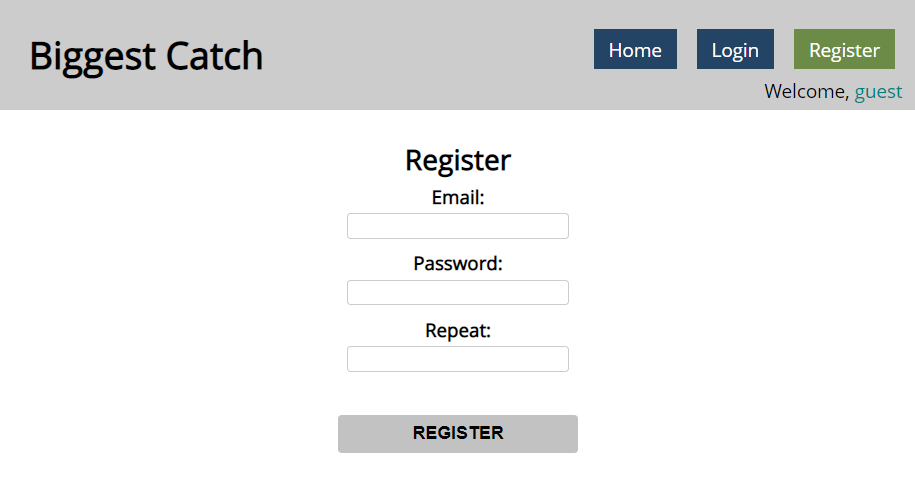 Biggest Catch
Home Login Register
Welcome, guest
Register
Email:
Password:
Repeat:
REGISTER